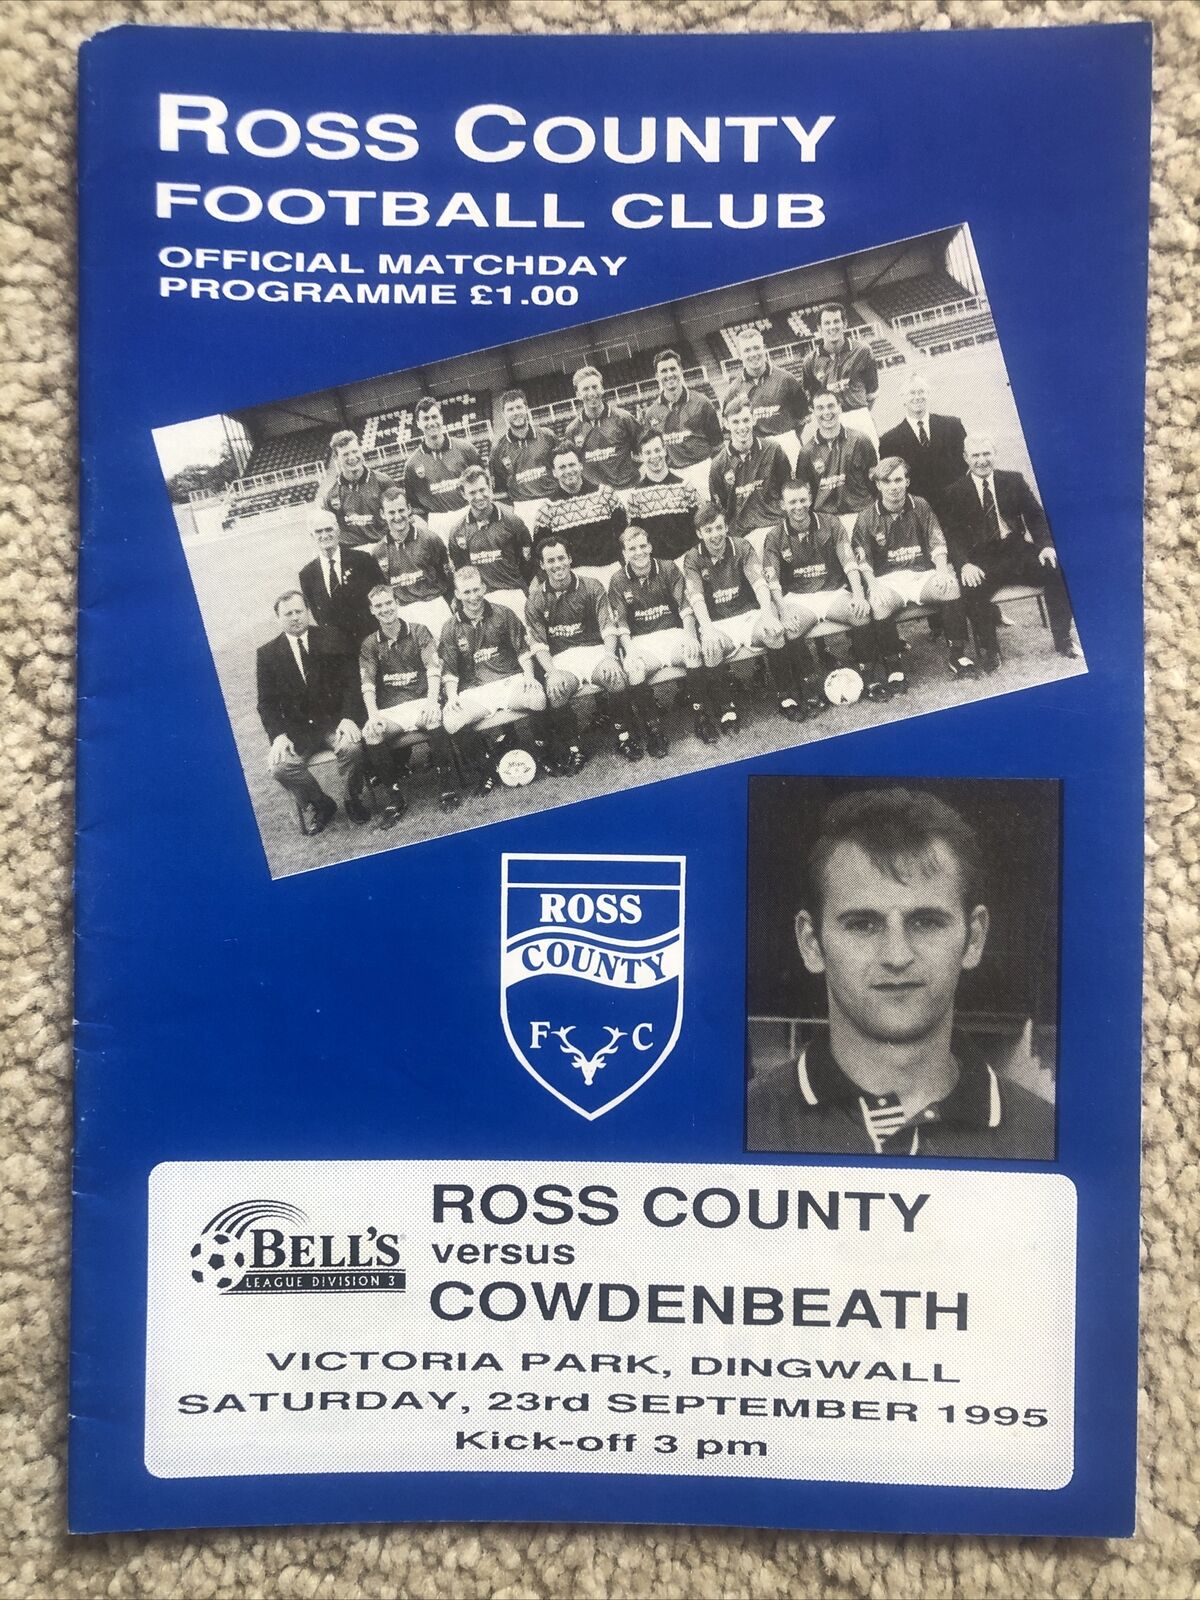 ROSS COUNTY
FOOTBALL CLUB
OFFICIAL MATCHDAY
PROGRAMME £1.00
ROSS
COUNTY
F C
BELL'S
LEAGUE DIVISION 3
ROSS COUNTY
versus
COWDENBEATH
VICTORIA PARK, DINGWALL
SATURDAY, 23rd SEPTEMBER 1995
Kick-off 3 pm